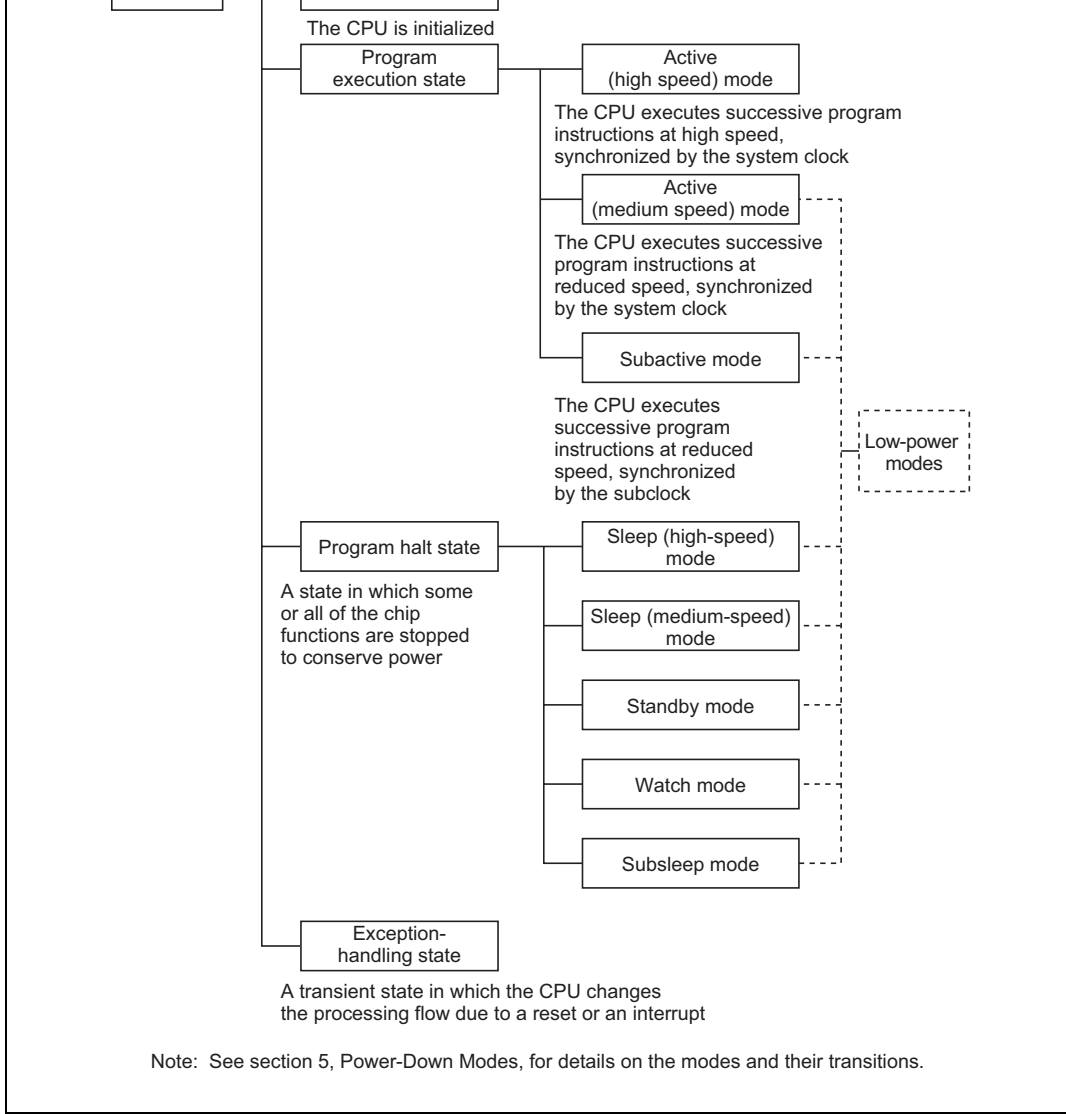 The CPU is initialized
Program
execution state
Active
(high speed) mode
The CPU executes successive program
instructions at high speed,
synchronized by the system clock
Active
(medium speed) mode
The CPU executes successive
program instructions at
reduced speed, synchronized
by the system clock
Subactive mode
The CPU executes
successive program
instructions at reduced
speed, synchronized
by the subclock
Low-power
modes
Program halt state
A state in which some
or all of the chip
functions are stopped
to conserve power
Sleep (high-speed)
mode
Sleep (medium-speed)
mode
Standby mode
Watch mode
Subsleep mode
Exception-
handling state
A transient state in which the CPU changes
the processing flow due to a reset or an interrupt
Note: See section 5, Power-Down Modes, for details on the modes and their transitions.